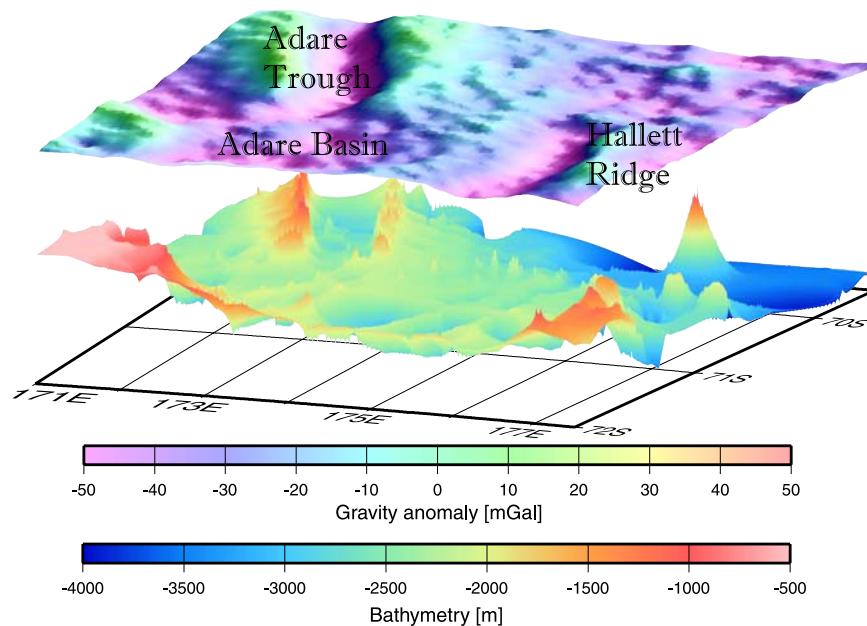 Adare
Trough
Adare Basin
Hallett
Ridge
70S
71S
171E
173E
175E
177E
72S
-50 -40 -30 -20 -10 0 10 20 30 40 50
Gravity anomaly [mGal]
-4000 -3500 -3000 -2500 -2000 -1500 -1000 -500
Bathymetry [m]